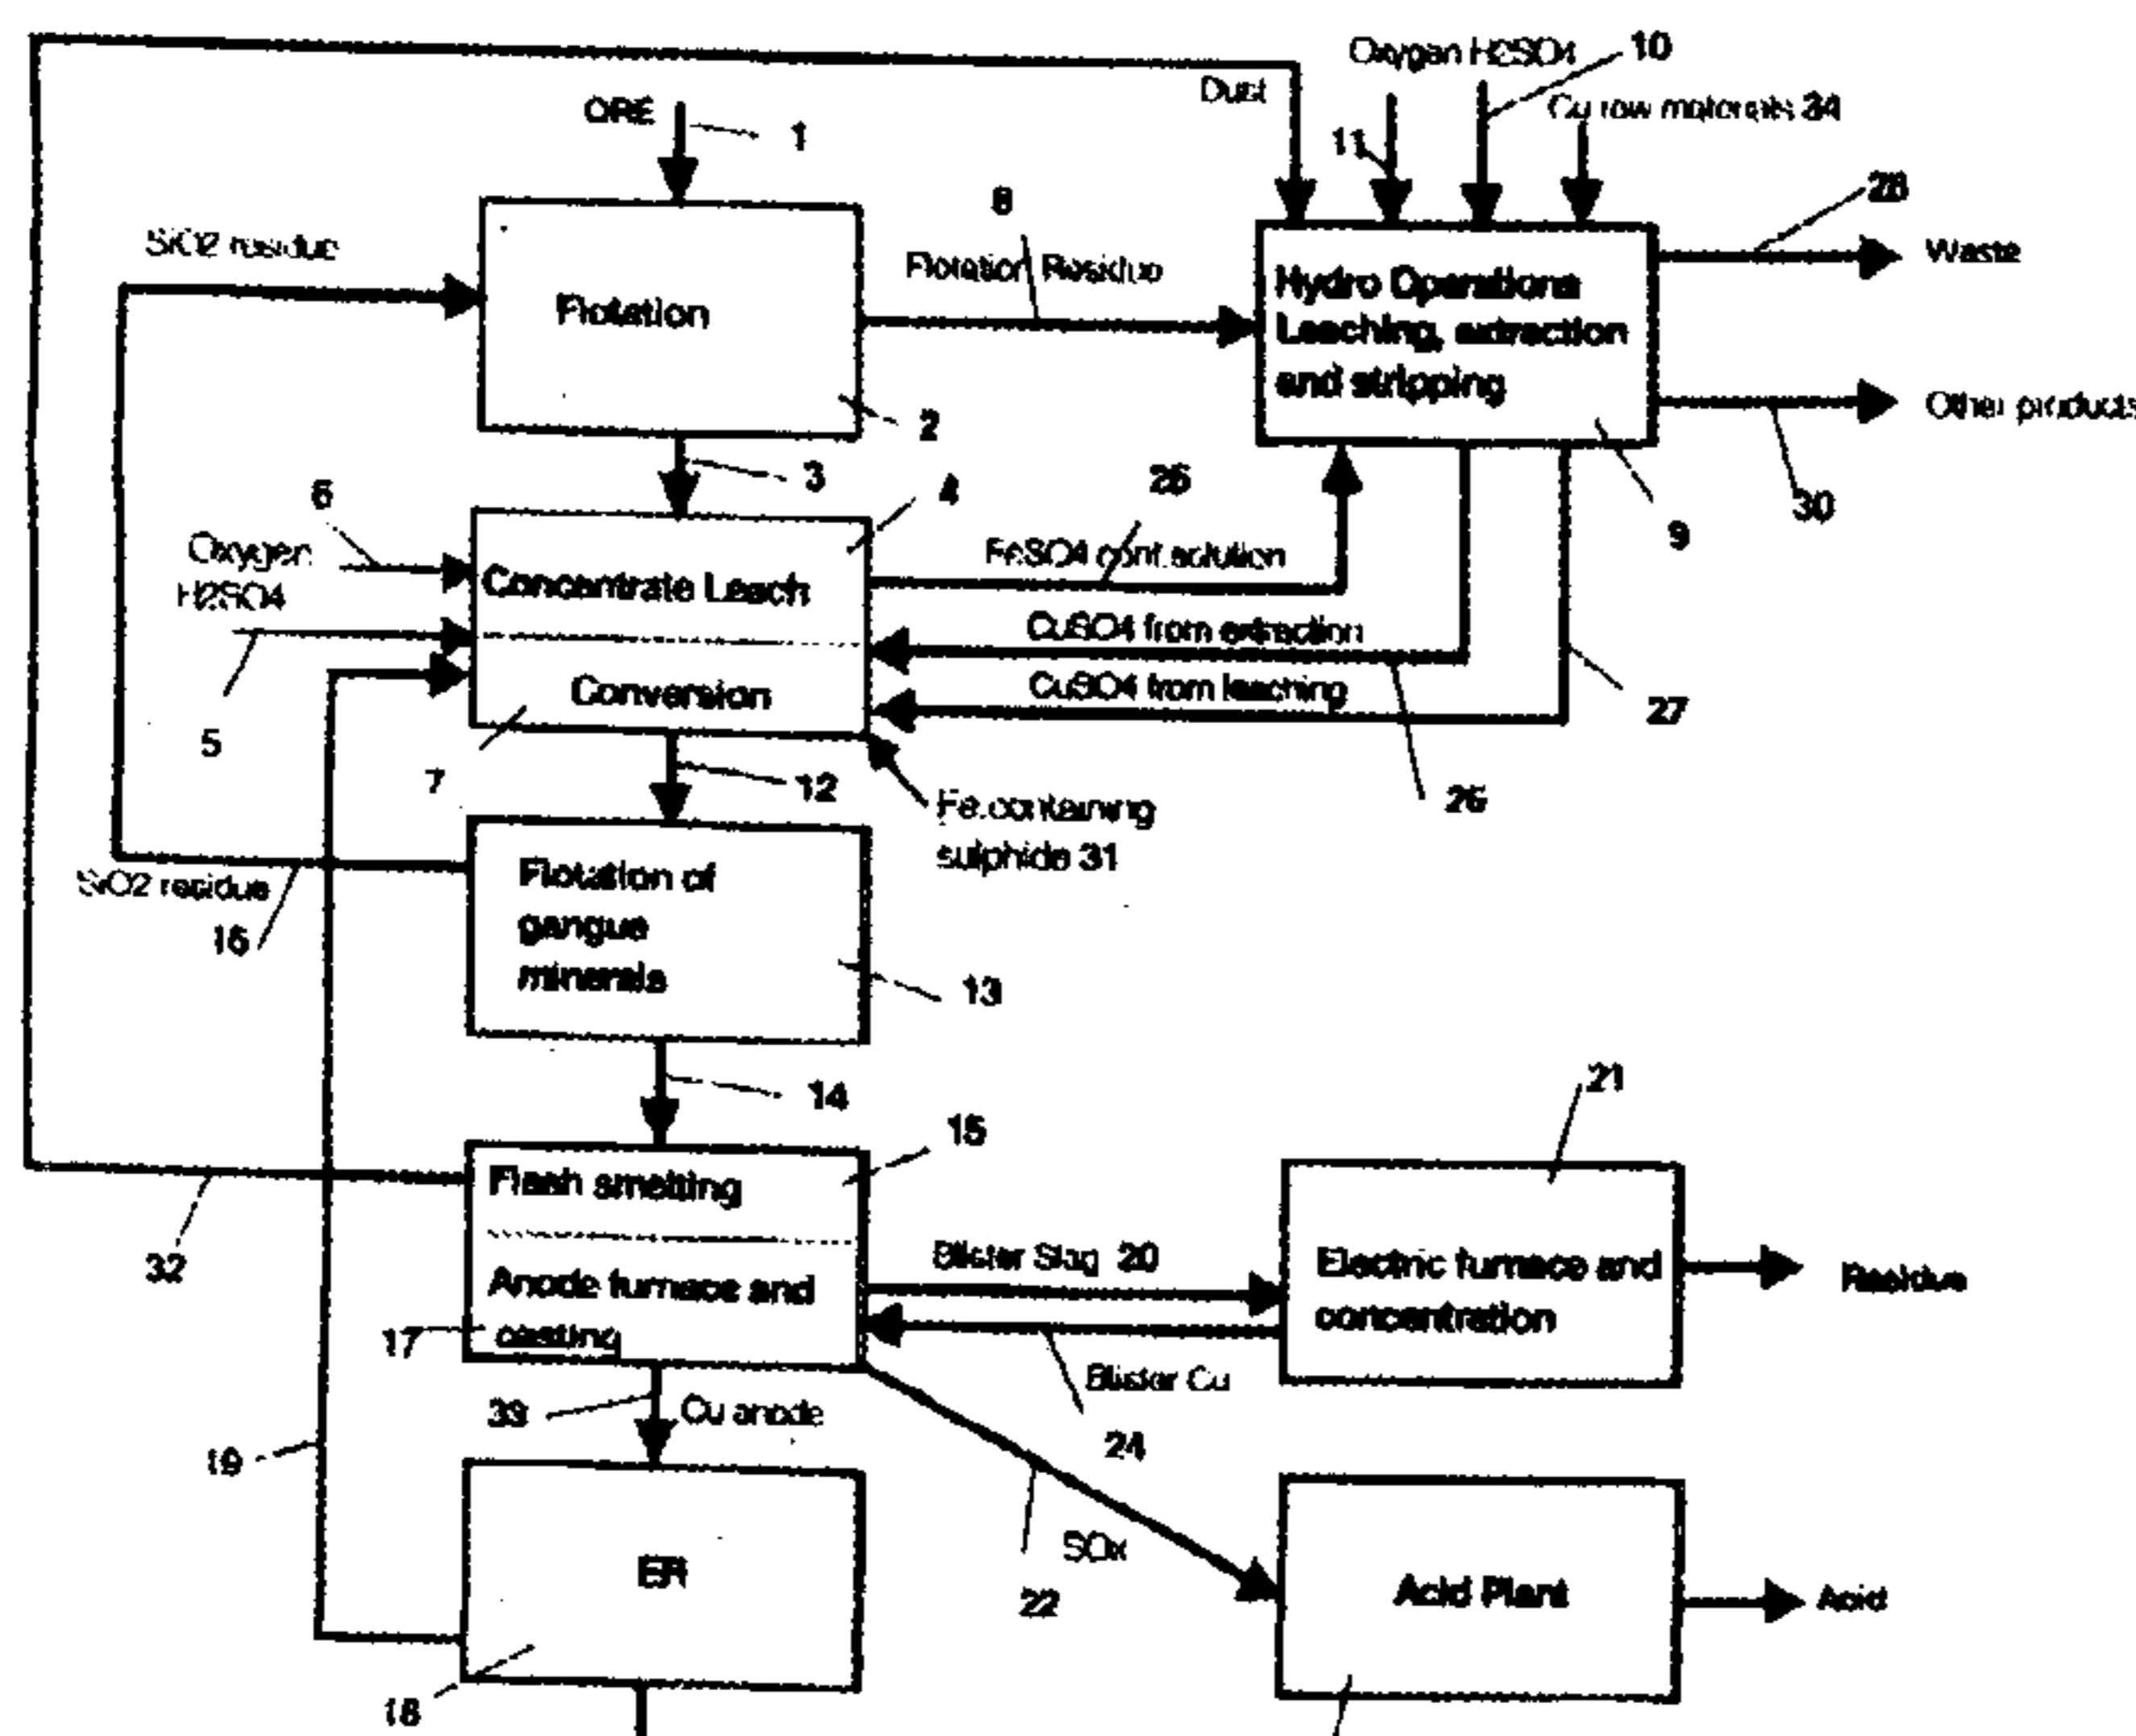 Oxygen H2SO4
10
Dust
Cu row materials 34
ORE
1
11
8
28
SiO2 residue
Flotation Residue
Waste
Flotation
Hydro Operations
Leaching, extraction
and stripping
2
Other products
3
4
6
30
9
Oxygen
H2SO4
FeSO4 cont.solution
Concentrate Leach
CuSO4 from extraction
Conversion
CuSO4 from leaching
27
5
7
12
Fe.containing
sulphide 31
SiO2 residue
16
Flotation of
gangue
minerals
13
14
21
15
Flash smelting
32
Blister Slag 20
Electric furnace and
concentration
Residue
Anode furnace and
casting
17
Blister Cu
33
Cu anode
24
19
ER
SOx
22
Acid Plant
Acid
18